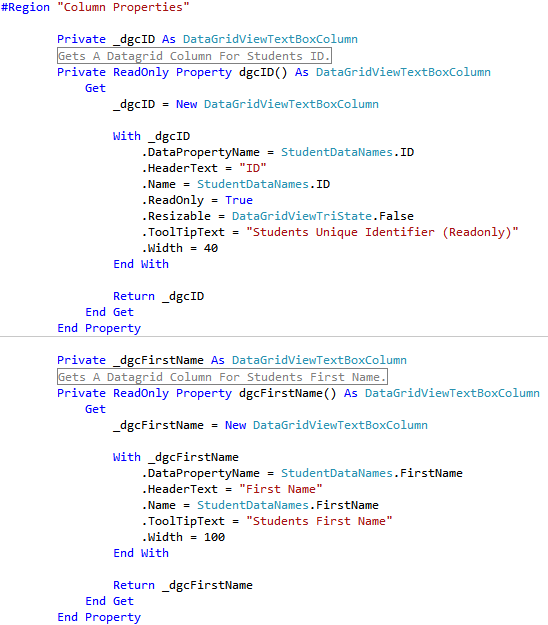 #Region "Column Properties"
Private _dgcID As DataGridViewTextBoxColumn
Gets A Datagrid Column For Students ID.
Private ReadOnly Property dgcID() As DataGridViewTextBoxColumn
Get
_dgcID = New DataGridViewTextBoxColumn
With _dgcID
.DataPropertyName = StudentDataNames.ID
.HeaderText = "ID"
.Name = StudentDataNames.ID
.ReadOnly = True
.Resizable = DataGridViewTriState.False
.ToolTipText = "Students Unique Identifier (Readonly)"
.Width = 40
End With
Return _dgcID
End Get
End Property
Private _dgcFirstName As DataGridViewTextBoxColumn
Gets A Datagrid Column For Students First Name.
Private ReadOnly Property dgcFirstName() As DataGridViewTextBoxColumn
Get
_dgcFirstName = New DataGridViewTextBoxColumn
With _dgcFirstName
.DataPropertyName = StudentDataNames.FirstName
.HeaderText = "First Name"
.Name = StudentDataNames.FirstName
.ToolTipText = "Students First Name"
.Width = 100
End With
Return _dgcFirstName
End Get
End Property